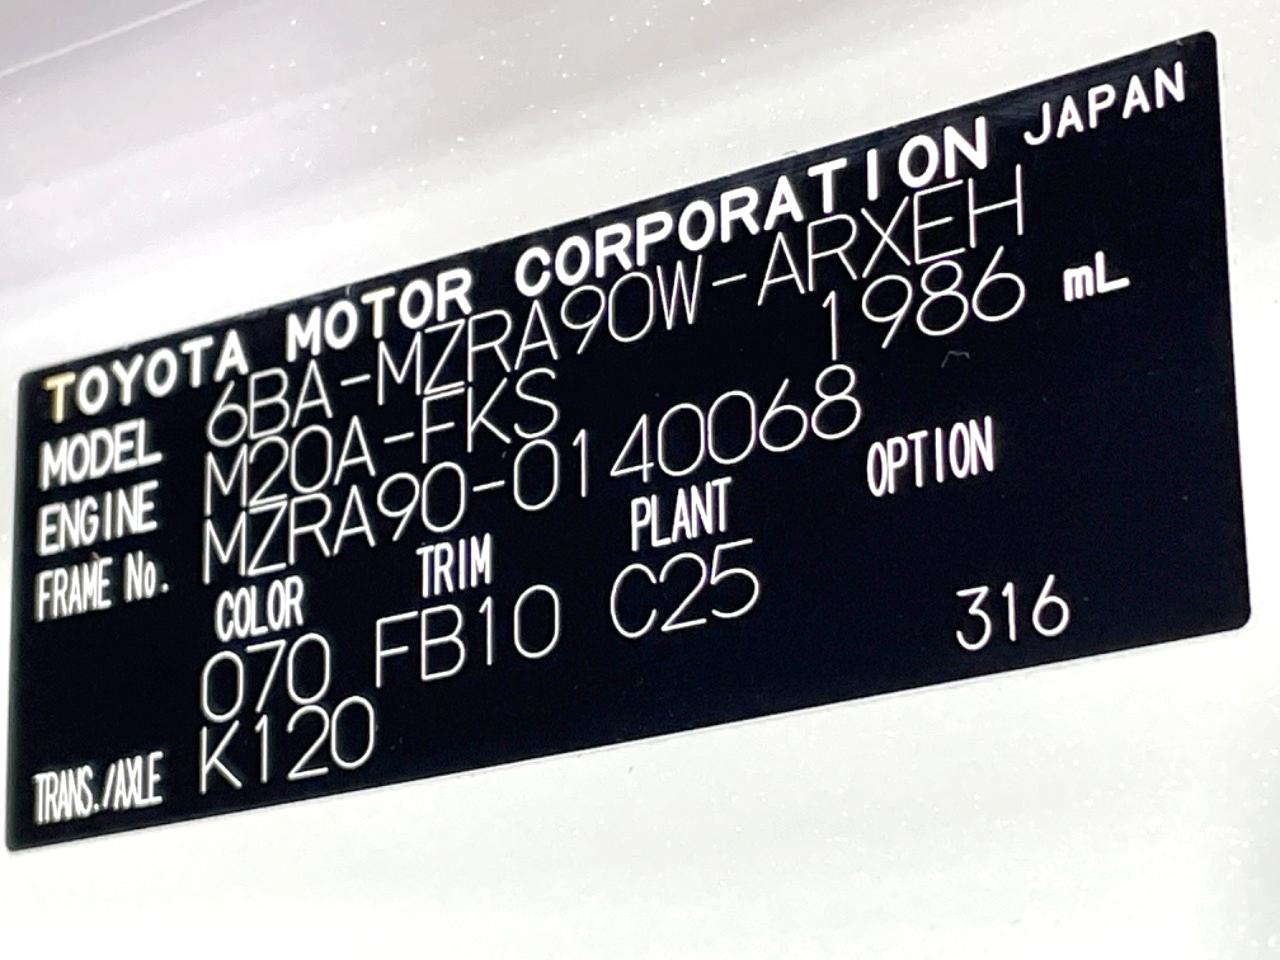 TOYOTA MOTOR CORPORATION JAPAN
MODEL 6BA-MZRA90W-ARXEH
ENGINE M20A-FKS 1986 mL
FRAME No. MZRA90-0140068
COLOR TRIM PLANT OPTION
070 FB10 C25 316
TRANS./AXLE K120